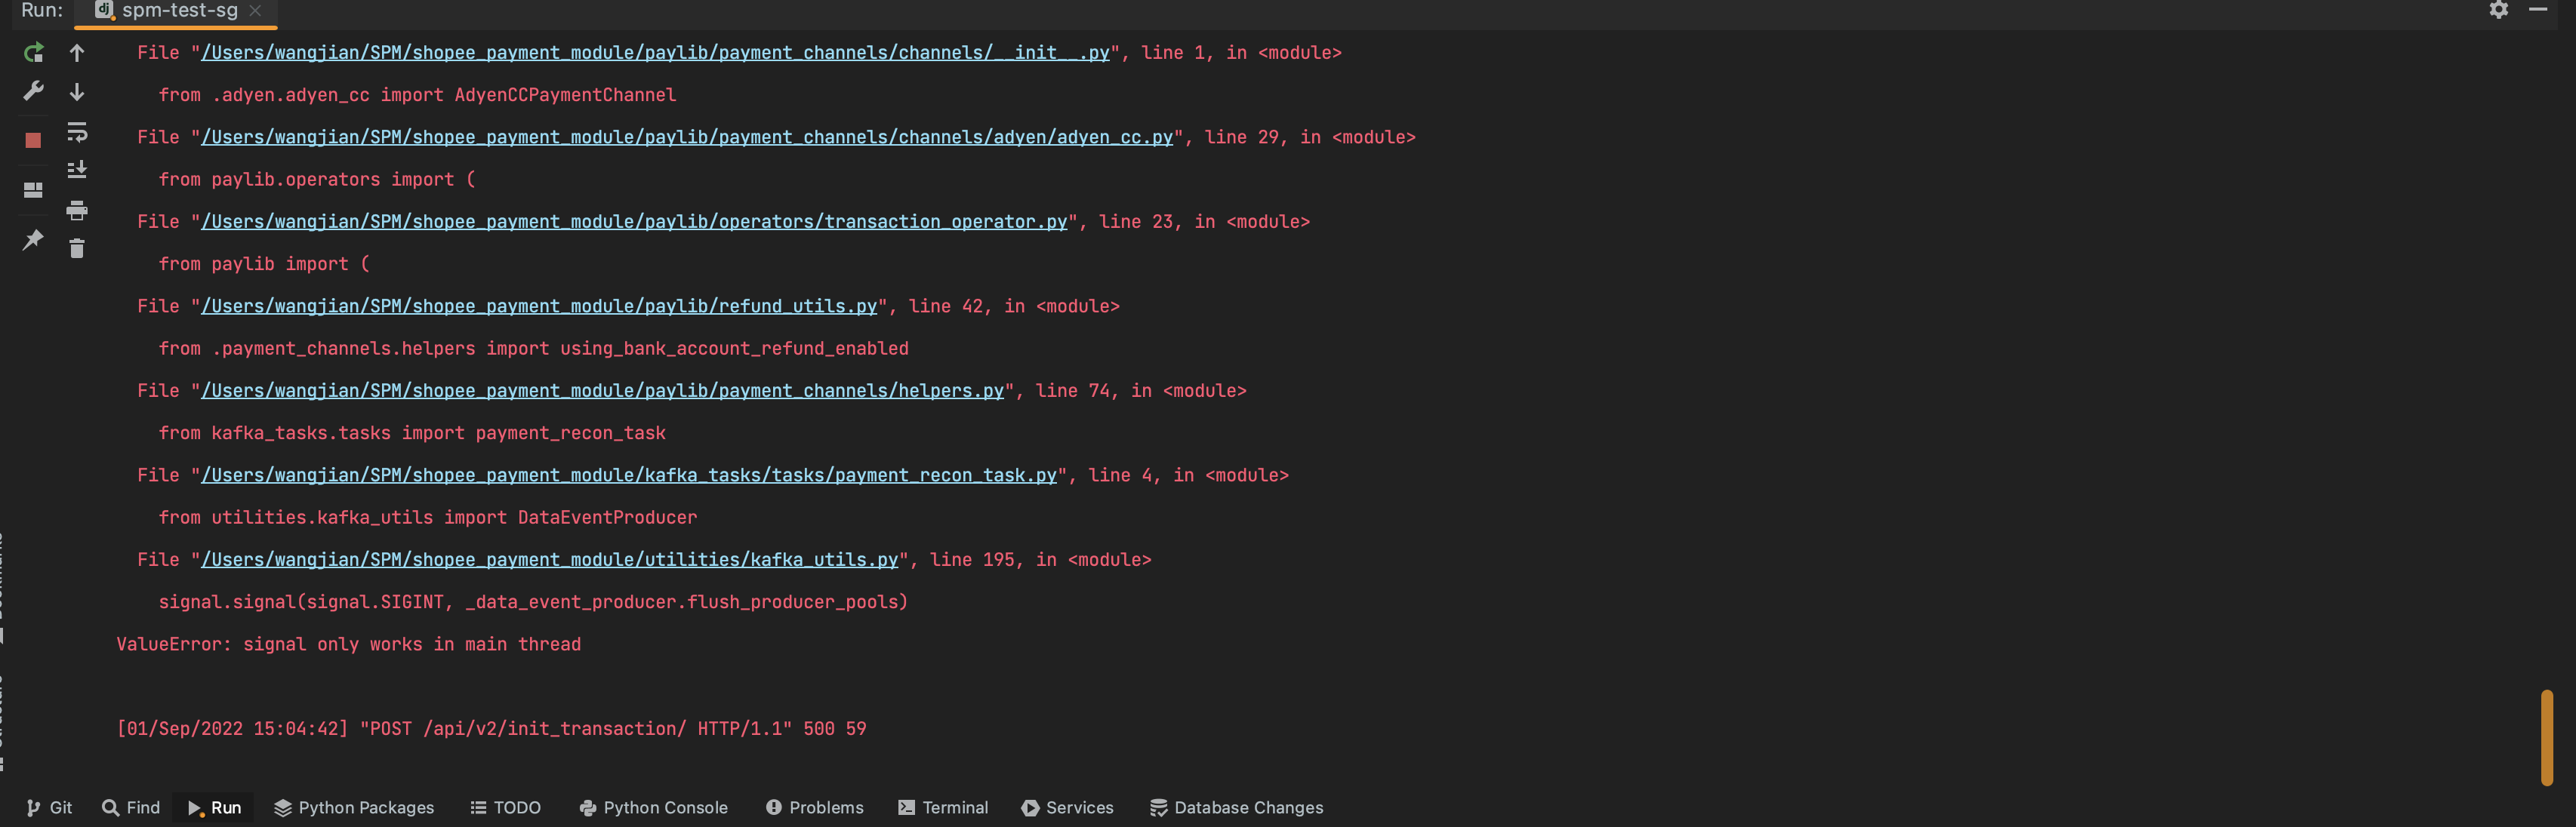 Run: dj spm-test-sg
File "/Users/wangjian/SPM/shopee_payment_module/paylib/payment_channels/channels/__init__.py", line 1, in <module>
from .adyen.adyen_cc import AdyenCCPaymentChannel
File "/Users/wangjian/SPM/shopee_payment_module/paylib/payment_channels/channels/adyen/adyen_cc.py", line 29, in <module>
from paylib.operators import (
File "/Users/wangjian/SPM/shopee_payment_module/paylib/operators/transaction_operator.py", line 23, in <module>
from paylib import (
File "/Users/wangjian/SPM/shopee_payment_module/paylib/refund_utils.py", line 42, in <module>
from .payment_channels.helpers import using_bank_account_refund_enabled
File "/Users/wangjian/SPM/shopee_payment_module/paylib/payment_channels/helpers.py", line 74, in <module>
from kafka_tasks.tasks import payment_recon_task
File "/Users/wangjian/SPM/shopee_payment_module/kafka_tasks/tasks/payment_recon_task.py", line 4, in <module>
from utilities.kafka_utils import DataEventProducer
File "/Users/wangjian/SPM/shopee_payment_module/utilities/kafka_utils.py", line 195, in <module>
signal.signal(signal.SIGINT, _data_event_producer.flush_producer_pools)
ValueError: signal only works in main thread
[01/Sep/2022 15:04:42] "POST /api/v2/init_transaction/ HTTP/1.1" 500 59
Git Find Run Python Packages TODO Python Console Problems Terminal Services Database Changes